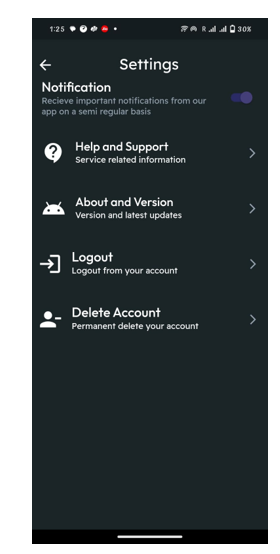 1:25
R
30%
Settings
Notification
Recieve important notifications from our
app on a semi regular basis
Help and Support
Service related information
About and Version
Version and latest updates
Logout
Logout from your account
Delete Account
Permanent delete your account